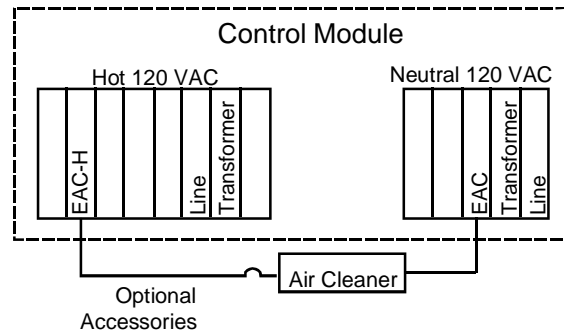 Control Module
Hot 120 VAC
Neutral 120 VAC
EAC-H
Line
Transformer
EAC
Transformer
Line
Air Cleaner
Optional
Accessories